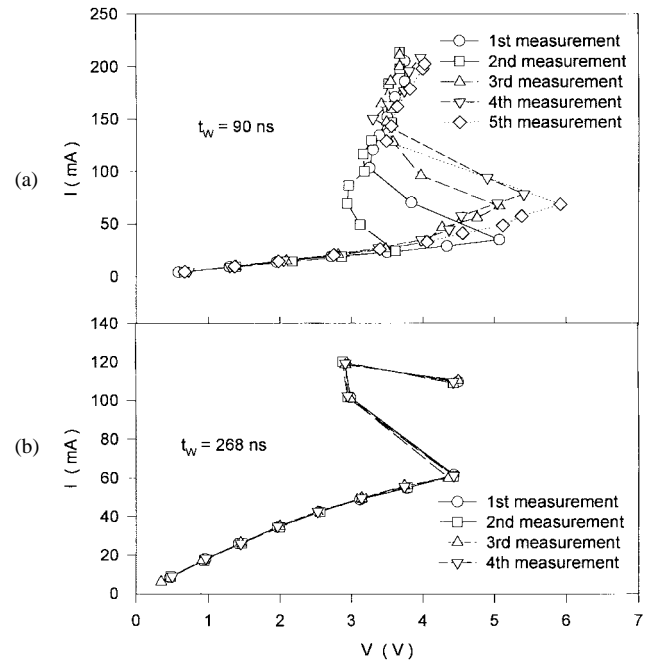 (a)
I (mA)
250
200
150
100
50
0
t_w = 90 ns
1st measurement
2nd measurement
3rd measurement
4th measurement
5th measurement
(b)
I (mA)
140
120
100
80
60
40
20
0
t_w = 268 ns
1st measurement
2nd measurement
3rd measurement
4th measurement
0 1 2 3 4 5 6 7
V (V)